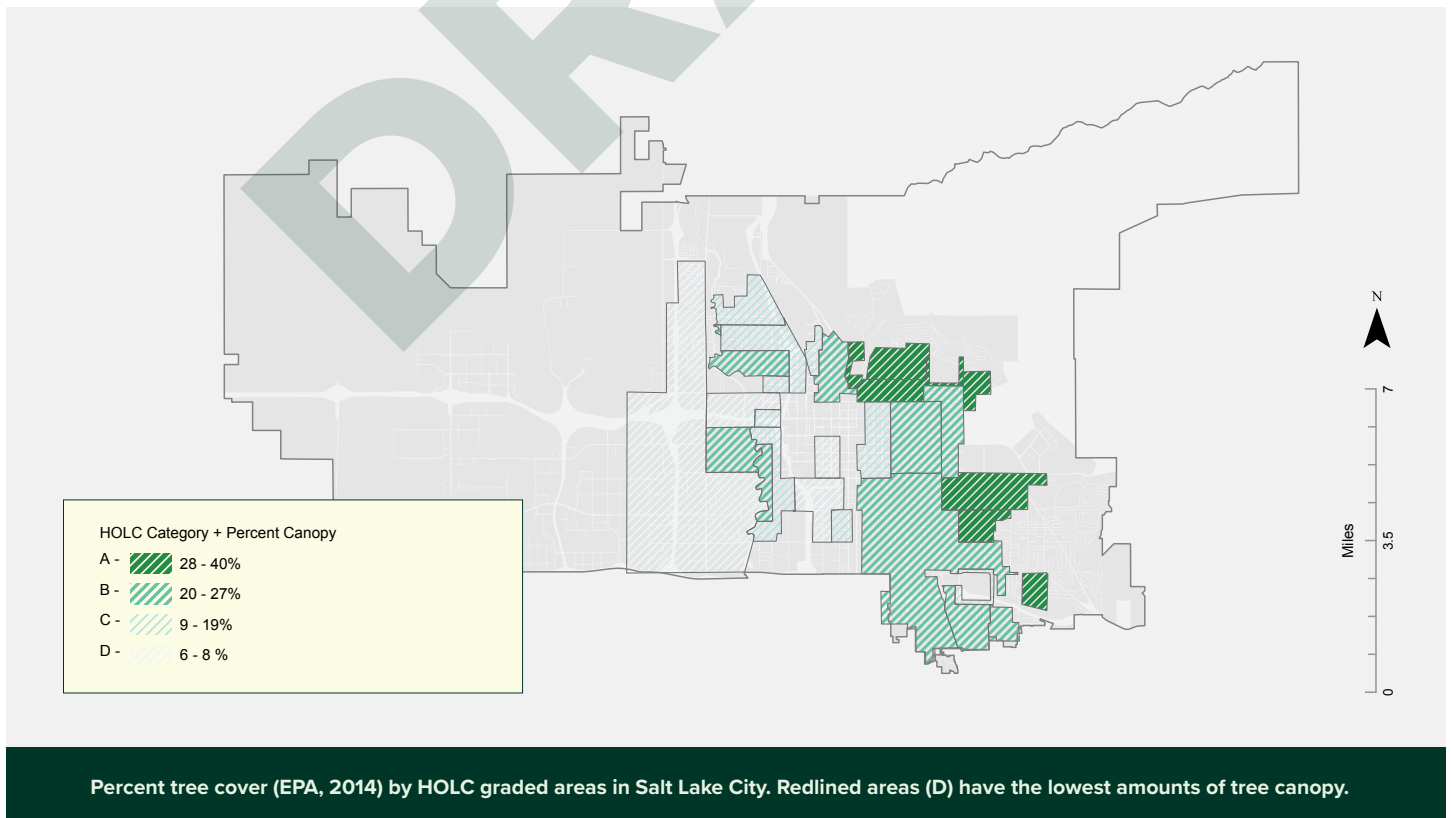 DR
N
7
Miles
3.5
0
HOLC Category + Percent Canopy
A - 28 - 40%
B - 20 - 27%
C - 9 - 19%
D - 6 - 8 %
Percent tree cover (EPA, 2014) by HOLC graded areas in Salt Lake City. Redlined areas (D) have the lowest amounts of tree canopy.